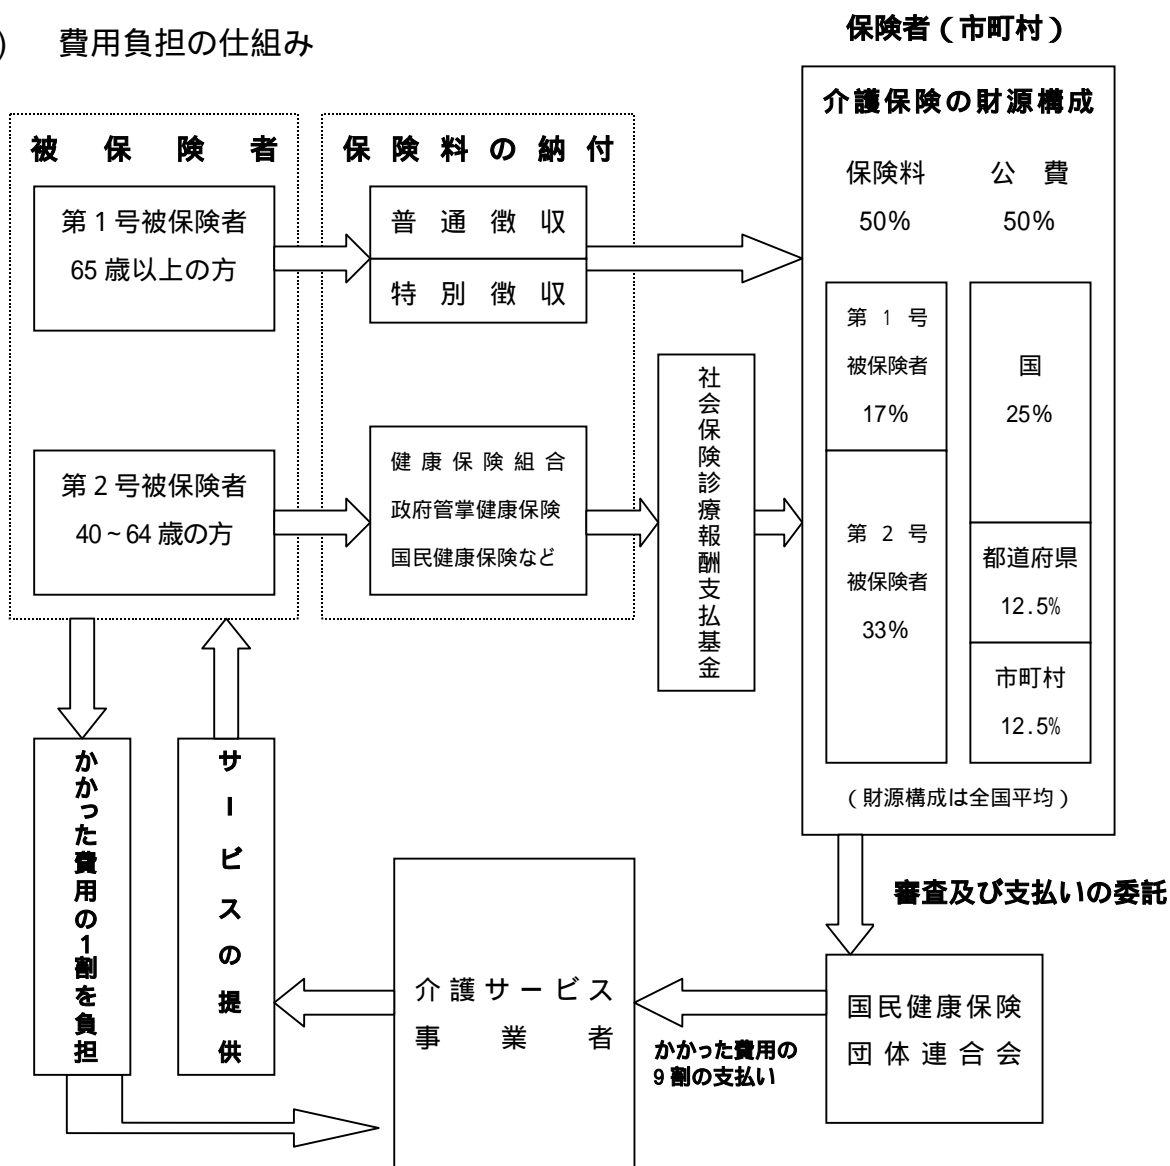 ) 費用負担の仕組み
保険者（市町村）
介護保険の財源構成
保険料 公 費
50% 50%
第 1 号
被保険者
17%
第 2 号
被保険者
33%
国
25%
都道府県
12.5%
市町村
12.5%
（財源構成は全国平均）
被 保 険 者
第1号被保険者
65歳以上の方
第2号被保険者
40~64歳の方
保 険 料 の 納 付
普 通 徴 収
特 別 徴 収
健 康 保 険 組 合
政府管掌健康保険
国民健康保険など
社会保険診療報酬支払基金
審査及び支払いの委託
国民健康保険
団 体 連 合 会
かかった費用の
9割の支払い
介護サービス
事 業 者
サービスの提供
かかった費用の1割を負担